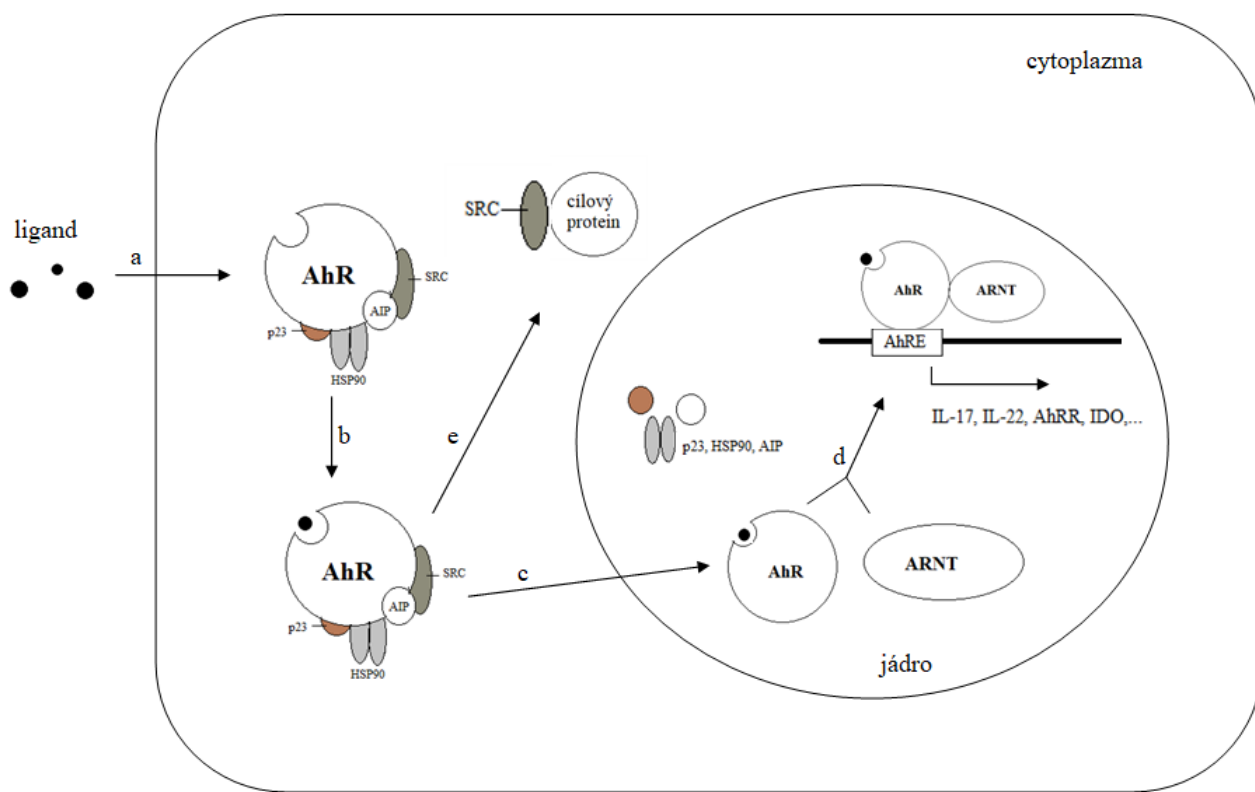 cytoplazma
ligand
a
AhR
SRC
AIP
p23
HSP90
b
SRC
cílový
protein
e
AhR
SRC
AIP
p23
HSP90
c
AhR
ARNT
AhRE
IL-17, IL-22, AhRR, IDO,...
p23, HSP90, AIP
d
AhR
ARNT
jádro